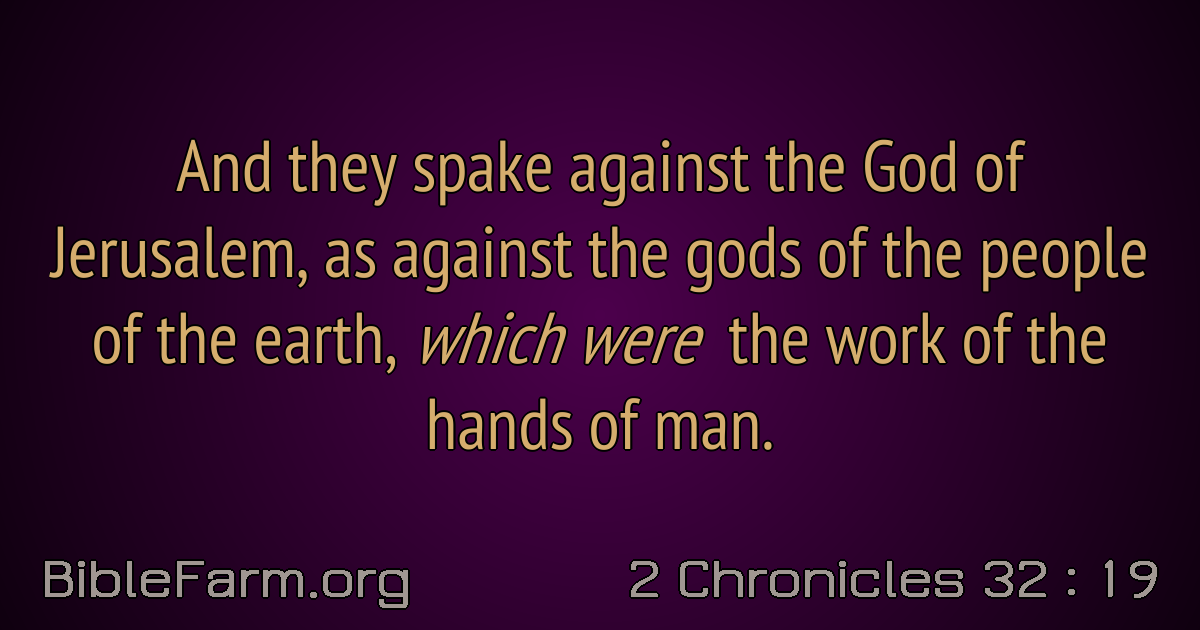 And they spake against the God of
Jerusalem, as against the gods of the people
of the earth, which were the work of the
hands of man.
BibleFarm.org
2 Chronicles 32 : 19